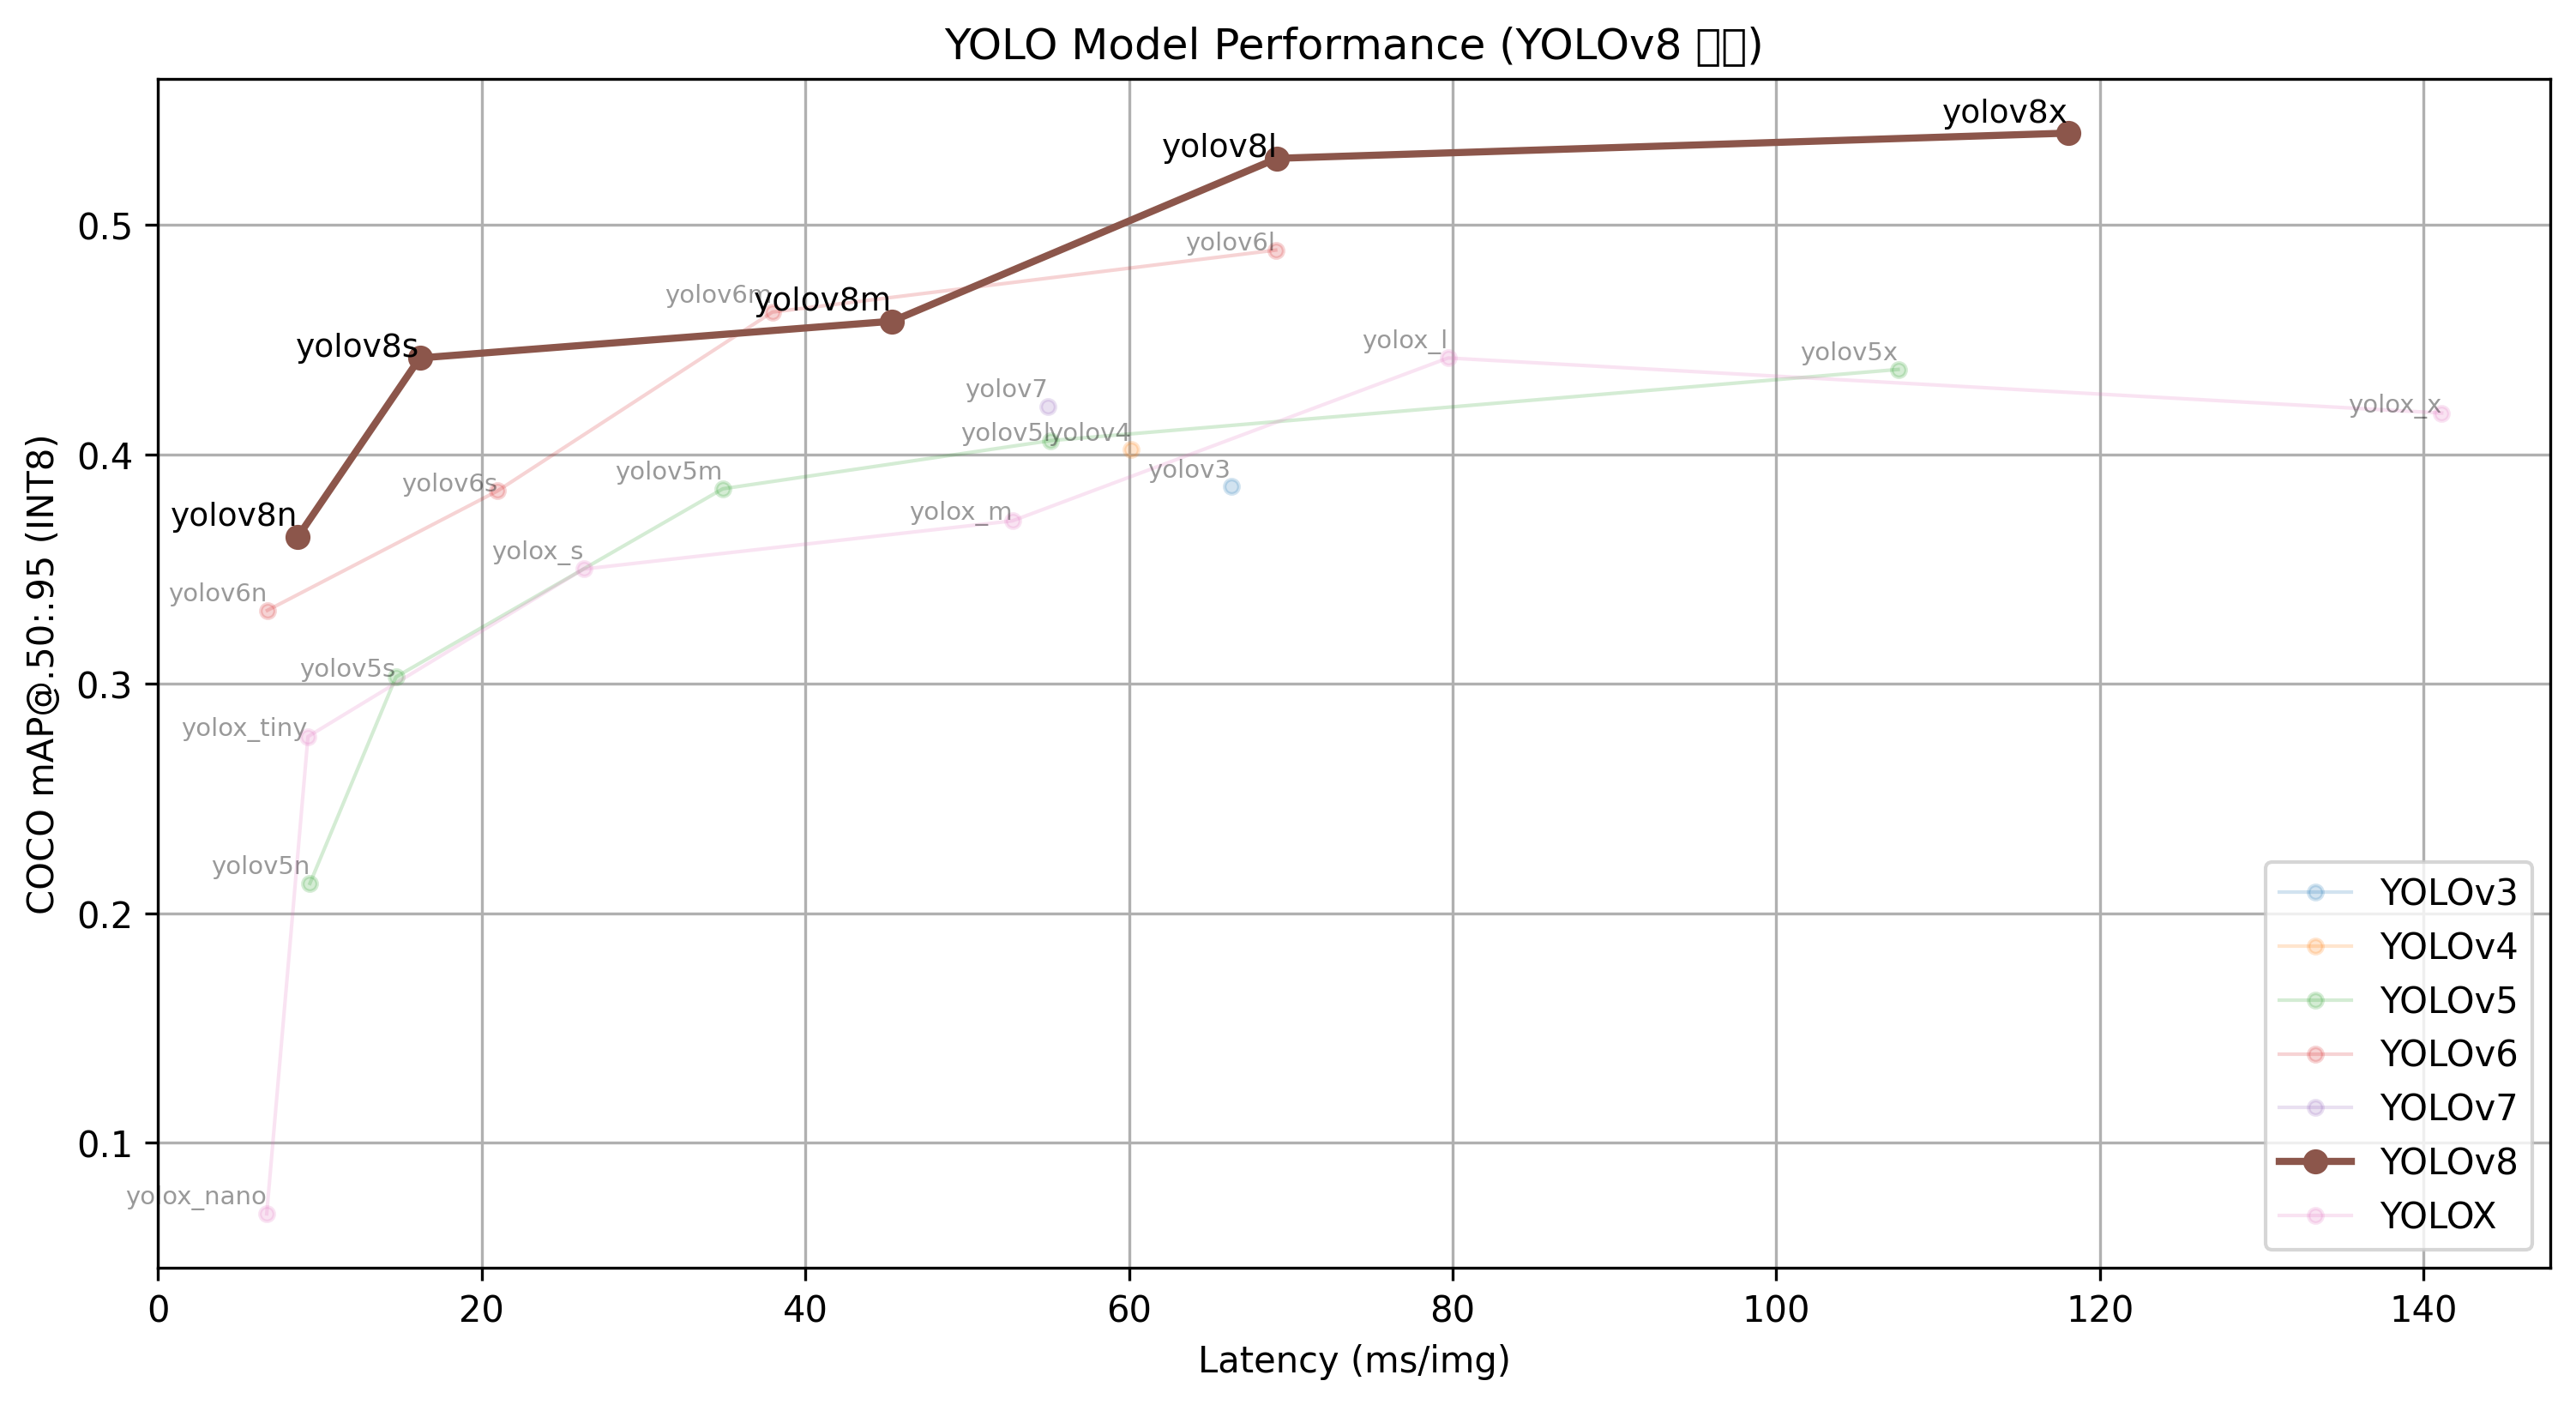 YOLO Model Performance (YOLOv8 )
yolov8x
yolov8l
0.5
yolov6l
yolov6m
yolov8m
yolov8s
yolox_l
yolov5x
yolov7
yolox_x
yolov5l
yolov4
0.4
yolov3
yolov5m
yolov6s
yolov8n
yolox_m
yolox_s
yolov6n
0.3
yolov5s
yolox_tiny
yolov5n
0.2
0.1
yolox_nano
COCO mAP@.50:.95 (INT8)
YOLOv3
YOLOv4
YOLOv5
YOLOv6
YOLOv7
YOLOv8
YOLOX
0 20 40 60 80 100 120 140
Latency (ms/img)